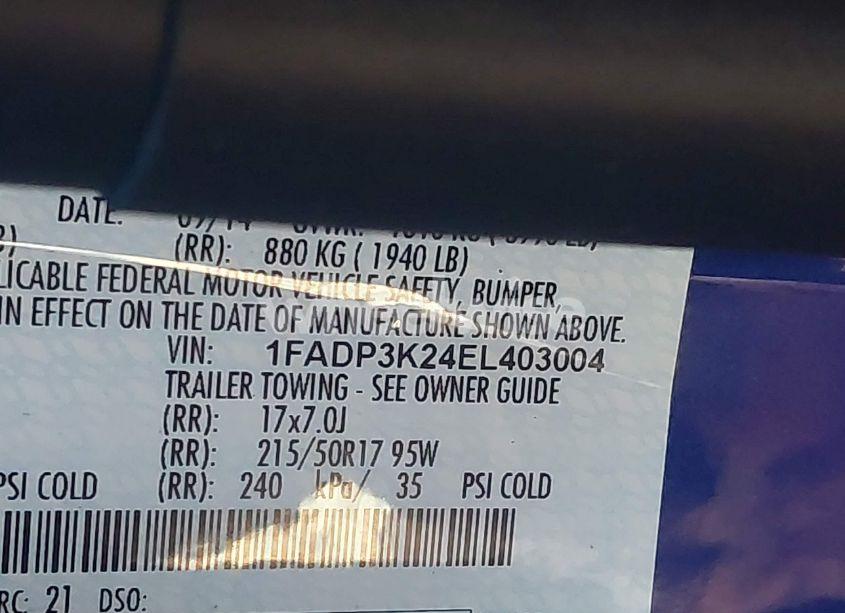 DATE:
(RR): 880 KG ( 1940 LB)
LICABLE FEDERAL MOTOR VEHICLE SAFETY, BUMPER,
IN EFFECT ON THE DATE OF MANUFACTURE SHOWN ABOVE.
VIN: 1FADP3K24EL403004
TRAILER TOWING - SEE OWNER GUIDE
(RR): 17x7.0J
(RR): 215/50R17 95W
PSI COLD (RR): 240 kPa/ 35 PSI COLD
RC: 21 DSO: